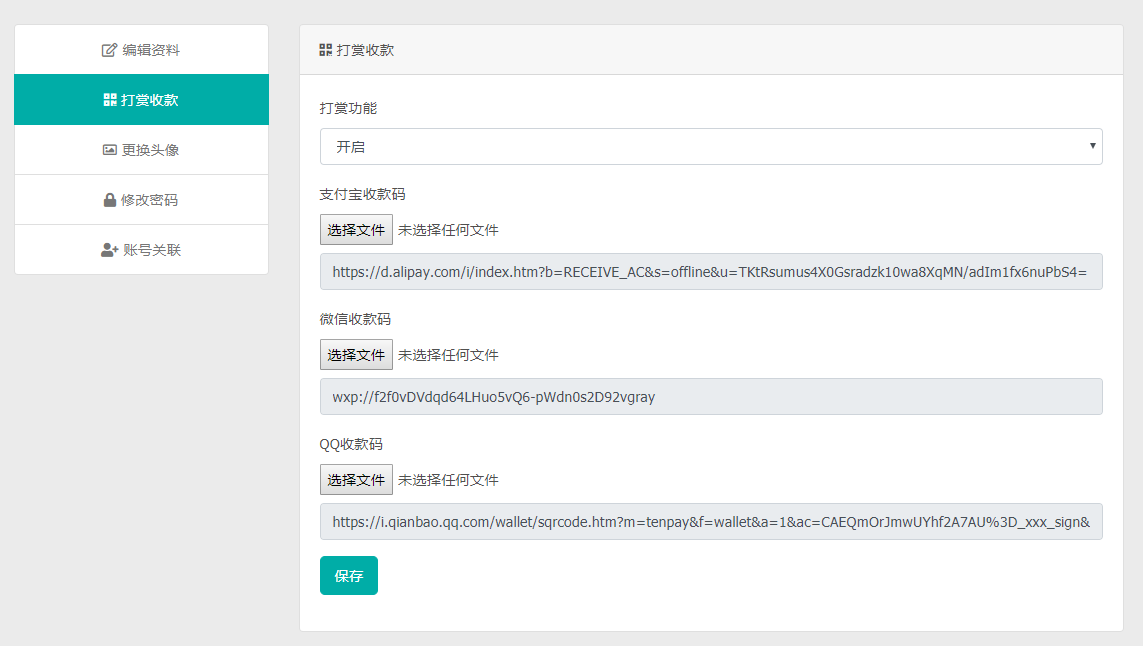 编辑资料
打赏收款
更换头像
修改密码
账号关联
打赏收款
打赏功能
开启
支付宝收款码
选择文件 未选择任何文件
https://d.alipay.com/i/index.htm?b=RECEIVE_AC&s=offline&u=TKtRsumus4X0Gsradzk10wa8XqMN/adIm1fx6nuPbS4=
微信收款码
选择文件 未选择任何文件
wxp://f2f0vDVdqd64LHuo5vQ6-pWdn0s2D92vgray
QQ收款码
选择文件 未选择任何文件
https://i.qianbao.qq.com/wallet/sqrcode.htm?m=tenpay&f=wallet&a=1&ac=CAEQmOrJmwUYhf2A7AU%3D_xxx_sign&
保存